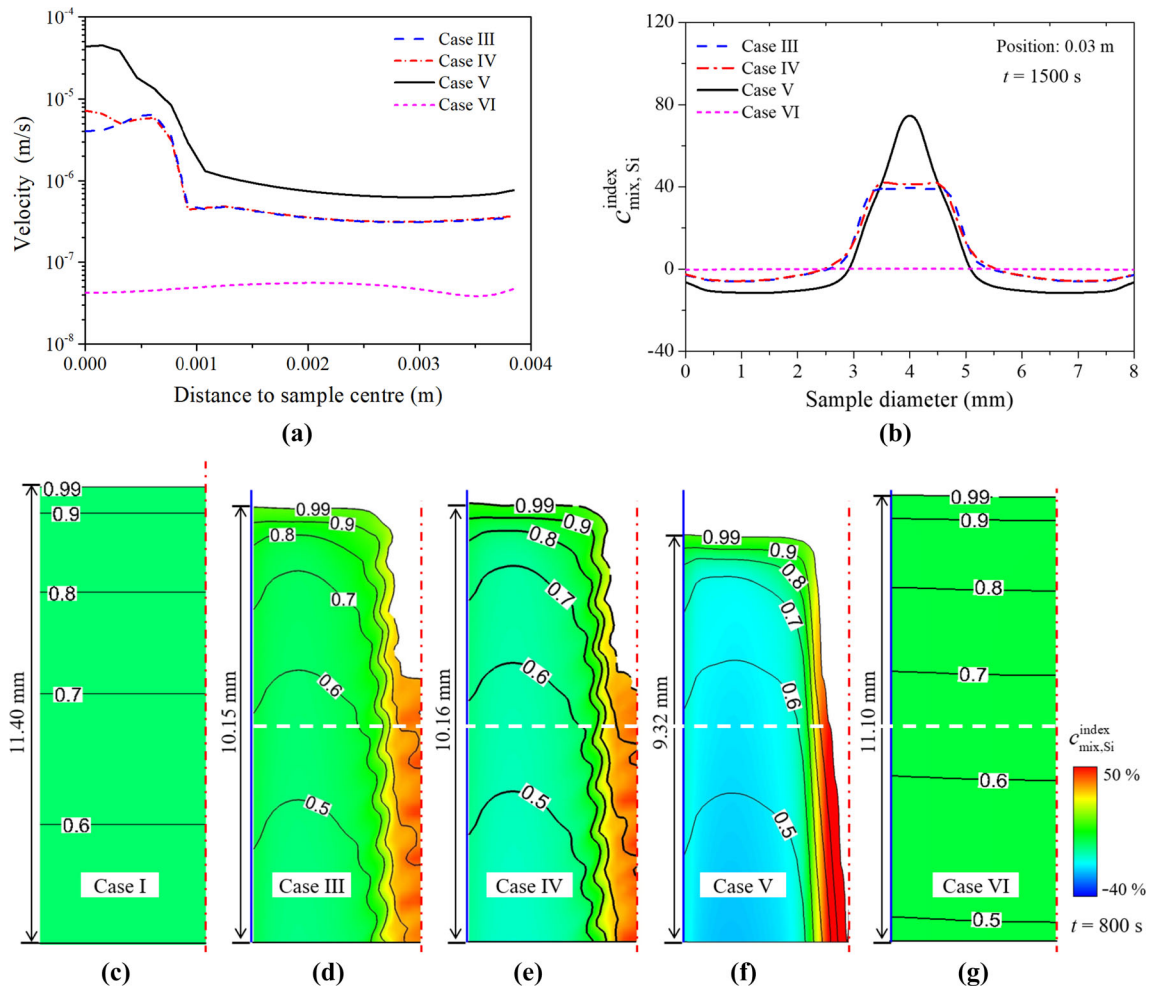 10⁻⁴
10⁻⁵
10⁻⁶
10⁻⁷
10⁻⁸
Velocity (m/s)
Case III
Case IV
Case V
Case VI
0.000 0.001 0.002 0.003 0.004
Distance to sample centre (m)
(a)
120
80
40
0
-40
c index mix, Si
Case III
Case IV
Case V
Case VI
Position: 0.03 m
t = 1500 s
0 1 2 3 4 5 6 7 8
Sample diameter (mm)
(b)
11.40 mm
0.99
0.9
0.8
0.7
0.6
Case I
(c)
10.15 mm
0.99
0.9
0.8
0.7
0.6
0.5
Case III
(d)
10.16 mm
0.99
0.9
0.8
0.7
0.6
0.5
Case IV
(e)
9.32 mm
0.99
0.9
0.8
0.7
0.6
0.5
Case V
(f)
11.10 mm
0.99
0.9
0.8
0.7
0.6
0.5
Case VI
(g)
c index mix,Si
50 %
-40 %
t = 800 s